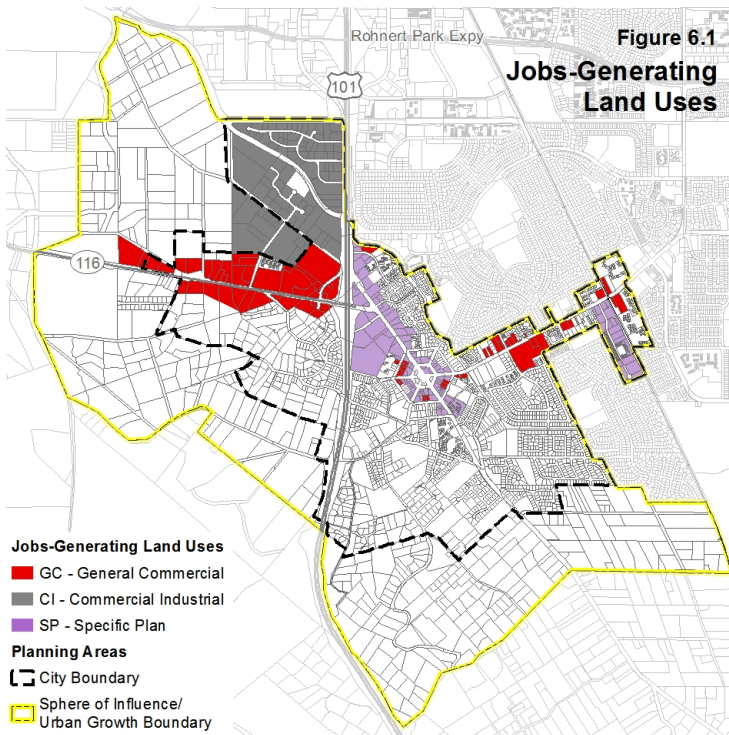 Rohnert Park Expy
Figure 6.1
Jobs-Generating
Land Uses
101
116
Jobs-Generating Land Uses
GC - General Commercial
CI - Commercial Industrial
SP - Specific Plan
Planning Areas
City Boundary
Sphere of Influence/
Urban Growth Boundary